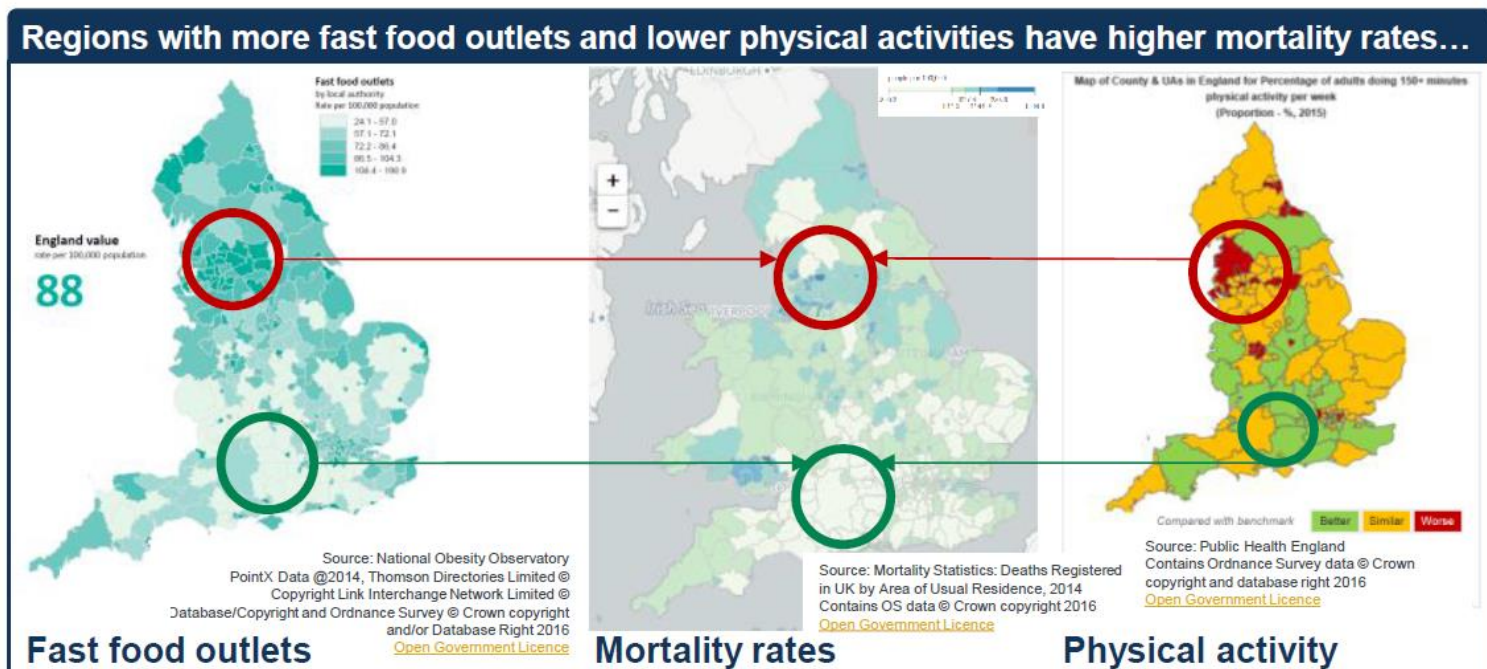 Regions with more fast food outlets and lower physical activities have higher mortality rates…
Fast food outlets
by local authority
Rate per 100,000 population
24.1 - 57.0
57.1 - 72.1
72.2 - 86.4
86.5 - 104.3
England value
rate per 100,000 population
88
Source: National Obesity Observatory
PointX Data @2014, Thomson Directories Limited ©
Copyright Link Interchange Network Limited ©
Database/Copyright and Ordnance Survey © Crown copyright
and/or Database Right 2016
Open Government Licence
Fast food outlets
+
−
Irish Sea
Source: Mortality Statistics: Deaths Registered
in UK by Area of Usual Residence, 2014
Contains OS data © Crown copyright 2016
Open Government Licence
Mortality rates
Map of County & UAs in England for Percentage of adults doing 150+ minutes
physical activity per week
(Proportion - %, 2015)
Compared with benchmark Better Similar Worse
Source: Public Health England
Contains Ordnance Survey data © Crown
copyright and database right 2016
Open Government Licence
Physical activity